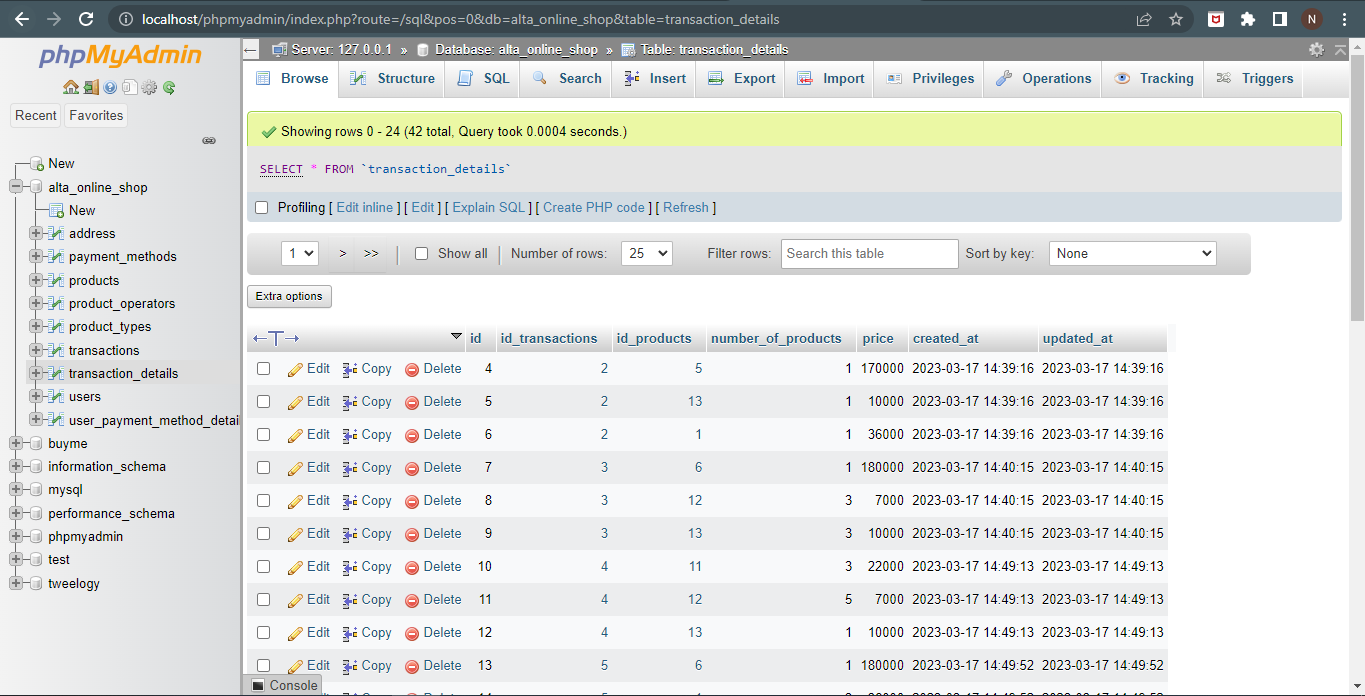 localhost/phpmyadmin/index.php?route=/sql&pos=0&db=alta_online_shop&table=transaction_details
N
phpMyAdmin
Recent Favorites
New
alta_online_shop
New
address
payment_methods
products
product_operators
product_types
transactions
transaction_details
users
user_payment_method_detai
buyme
information_schema
mysql
performance_schema
phpmyadmin
test
tweelogy
Server: 127.0.0.1 » Database: alta_online_shop » Table: transaction_details
Browse Structure SQL Search Insert Export Import Privileges Operations Tracking Triggers
Showing rows 0 - 24 (42 total, Query took 0.0004 seconds.)
SELECT * FROM `transaction_details`
Profiling [ Edit inline ] [ Edit ] [ Explain SQL ] [ Create PHP code ] [ Refresh ]
1 > >> Show all Number of rows: 25 Filter rows: Search this table Sort by key: None
Extra options
←T→ id id_transactions id_products number_of_products price created_at updated_at
Edit Copy Delete 4 2 5 1 170000 2023-03-17 14:39:16 2023-03-17 14:39:16
Edit Copy Delete 5 2 13 1 10000 2023-03-17 14:39:16 2023-03-17 14:39:16
Edit Copy Delete 6 2 1 1 36000 2023-03-17 14:39:16 2023-03-17 14:39:16
Edit Copy Delete 7 3 6 1 180000 2023-03-17 14:40:15 2023-03-17 14:40:15
Edit Copy Delete 8 3 12 3 7000 2023-03-17 14:40:15 2023-03-17 14:40:15
Edit Copy Delete 9 3 13 3 10000 2023-03-17 14:40:15 2023-03-17 14:40:15
Edit Copy Delete 10 4 11 3 22000 2023-03-17 14:49:13 2023-03-17 14:49:13
Edit Copy Delete 11 4 12 5 7000 2023-03-17 14:49:13 2023-03-17 14:49:13
Edit Copy Delete 12 4 13 1 10000 2023-03-17 14:49:13 2023-03-17 14:49:13
Edit Copy Delete 13 5 6 1 180000 2023-03-17 14:49:52 2023-03-17 14:49:52
Console